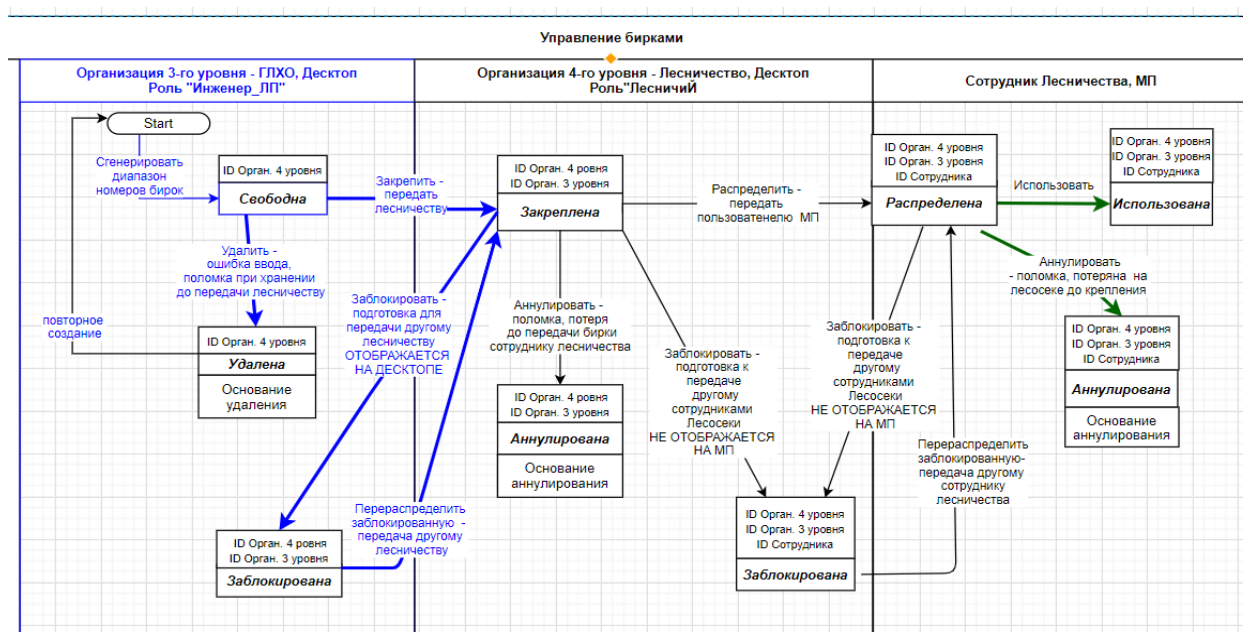 Управление бирками
Организация 3-го уровня - ГЛХО, Десктоп
Роль "Инженер_ЛП"
Организация 4-го уровня - Лесничество, Десктоп
Роль"ЛесничиЙ
Сотрудник Лесничества, МП
Start
Сгенерировать
диапазон
номеров бирок
ID Орган. 4 уровня
Свободна
Закрепить -
передать
лесничеству
ID Орган. 4 ровня
ID Орган. 3 уровня
Закреплена
Распределить -
передать
пользователю МП
ID Орган. 4 уровня
ID Орган. 3 уровня
ID Сотрудника
Распределена
Использовать
ID Орган. 4 уровня
ID Орган. 3 уровня
ID Сотрудника
Использована
Удалить -
ошибка ввода,
поломка при хранении
до передачи лесничеству
повторное
создание
ID Орган. 4 уровня
Удалена
Основание
удаления
Заблокировать -
подготовка для
передачи другому
лесничеству
ОТОБРАЖАЕТСЯ
НА ДЕСКТОПЕ
Аннулировать -
поломка, потеря
до передачи бирки
сотруднику лесничества
Заблокировать -
подготовка к
передаче
другому
сотрудниками
Лесосеки
НЕ ОТОБРАЖАЕТСЯ
НА МП
Заблокировать -
подготовка к
передаче
другому
сотрудниками
Лесосеки
НЕ ОТОБРАЖАЕТСЯ
НА МП
Аннулировать
- поломка, потеряна на
лесосеке до крепления
ID Орган. 4 уровня
ID Орган. 3 уровня
ID Сотрудника
Аннулирована
Основание
аннулирования
ID Орган. 4 уровня
ID Орган. 3 уровня
Аннулирована
Основание
аннулирования
Перераспределить
заблокированную-
передача другому
сотруднику
лесничества
Перераспределить
заблокированную -
передача другому
лесничеству
ID Орган. 4 ровня
ID Орган. 3 уровня
Заблокирована
ID Орган. 4 уровня
ID Орган. 3 уровня
ID Сотрудника
Заблокирована